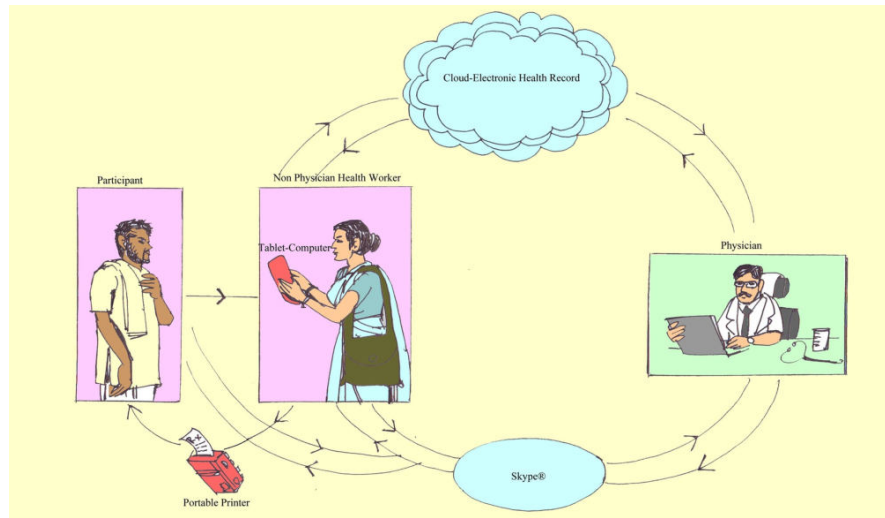 Cloud-Electronic Health Record
Participant
Non Physician Health Worker
Tablet-Computer
Physician
Skype®
Portable Printer